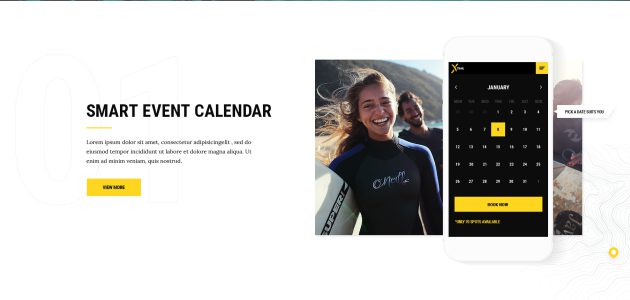 01
SMART EVENT CALENDAR
Lorem ipsum dolor sit amet, consectetur adipisicingelit , sed do
eiusmod tempor incididunt ut labore et dolore magna aliqua. Ut
enim ad minim veniam, quis nostrud.
VIEW MORE
O'neill
SUPER
JANUARY
MON TUE WED THU FRI SAT SUN
1 2 3 4
5 6 7 8 9 10 11
12 13 14 15 16 17 18
19 20 21 22 23 24 25
26 27 28 29 30 31 1
BOOK NOW
*ONLY 10 SPOTS AVAILABLE
PICK A DATE SUITS YOU